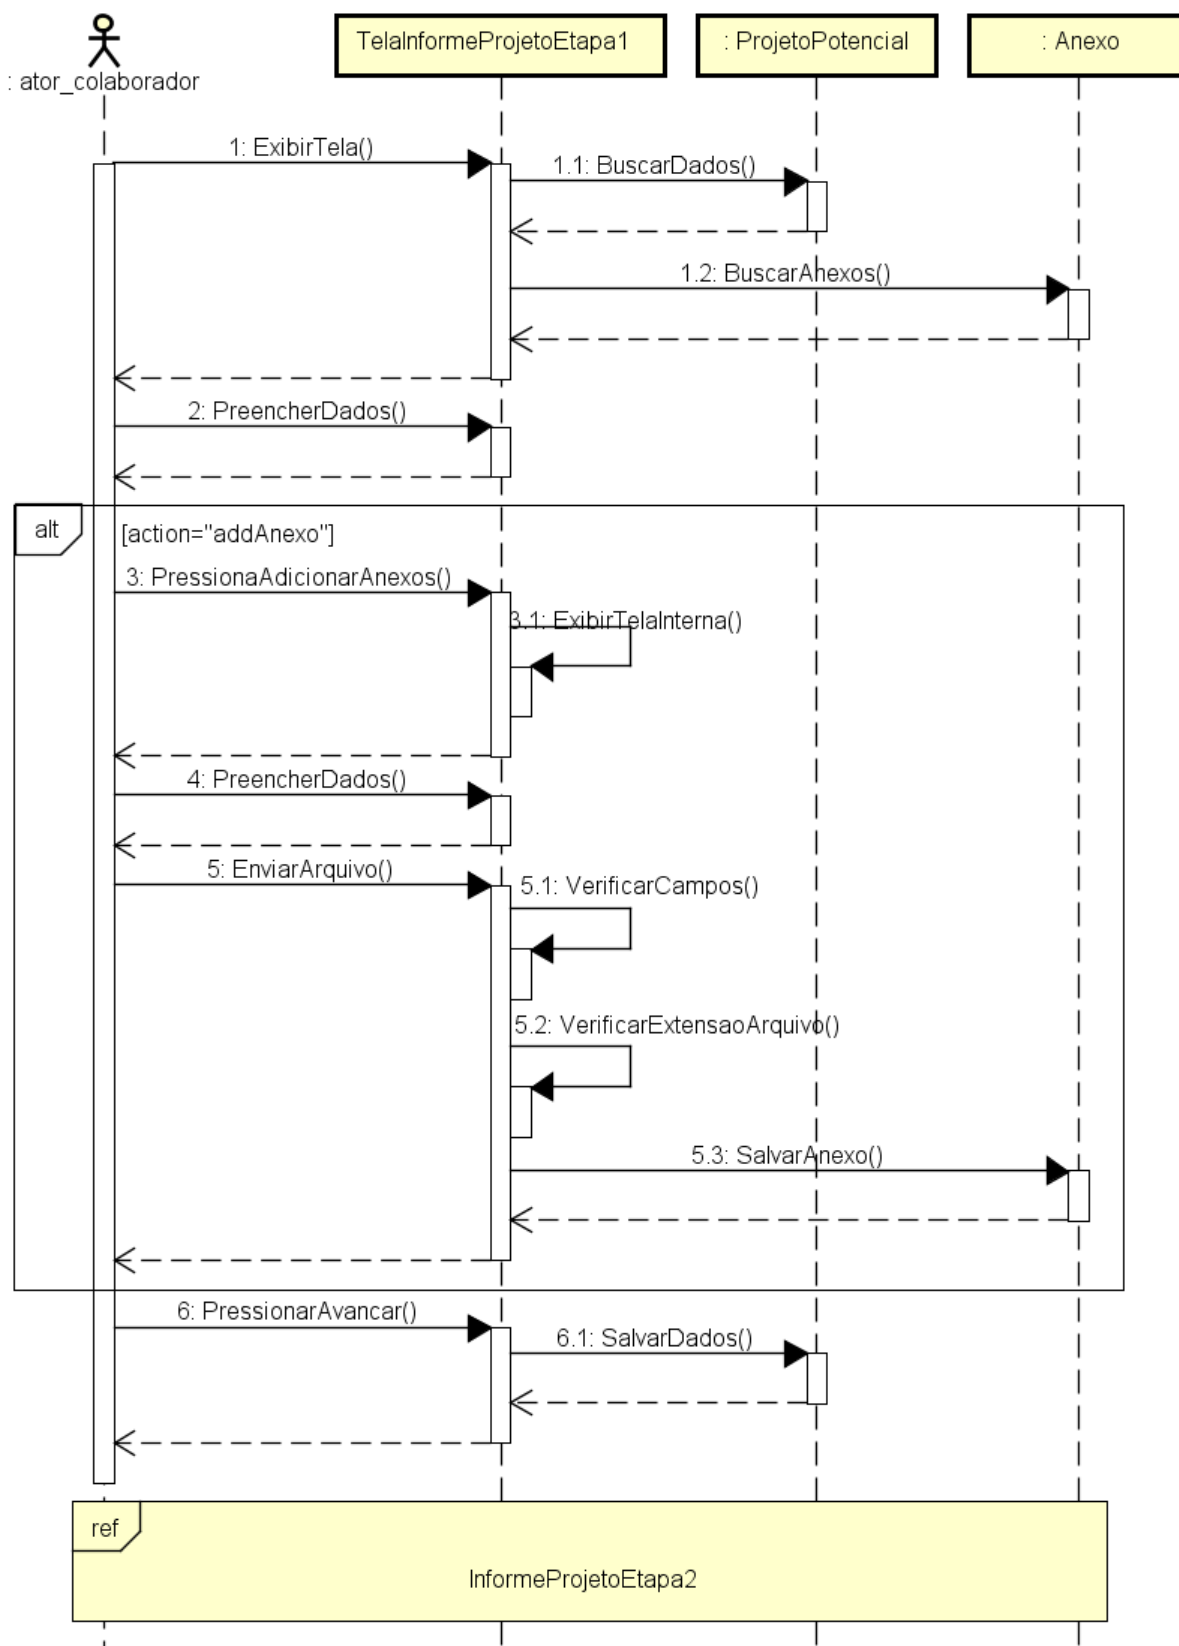 : ator_colaborador
TelaInformeProjetoEtapa1
: ProjetoPotencial
: Anexo
1: ExibirTela()
1.1: BuscarDados()
1.2: BuscarAnexos()
2: PreencherDados()
alt
[action="addAnexo"]
3: PressionaAdicionarAnexos()
3.1: ExibirTelaInterna()
4: PreencherDados()
5: EnviarArquivo()
5.1: VerificarCampos()
5.2: VerificarExtensaoArquivo()
5.3: SalvarAnexo()
6: PressionarAvancar()
6.1: SalvarDados()
ref
InformeProjetoEtapa2